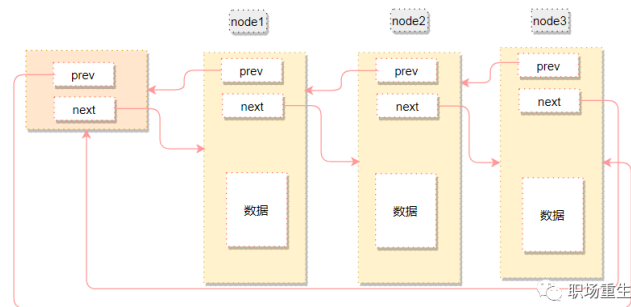 node1 node2 node3
prev prev prev prev
next next next next
数据 数据 数据
职场重生